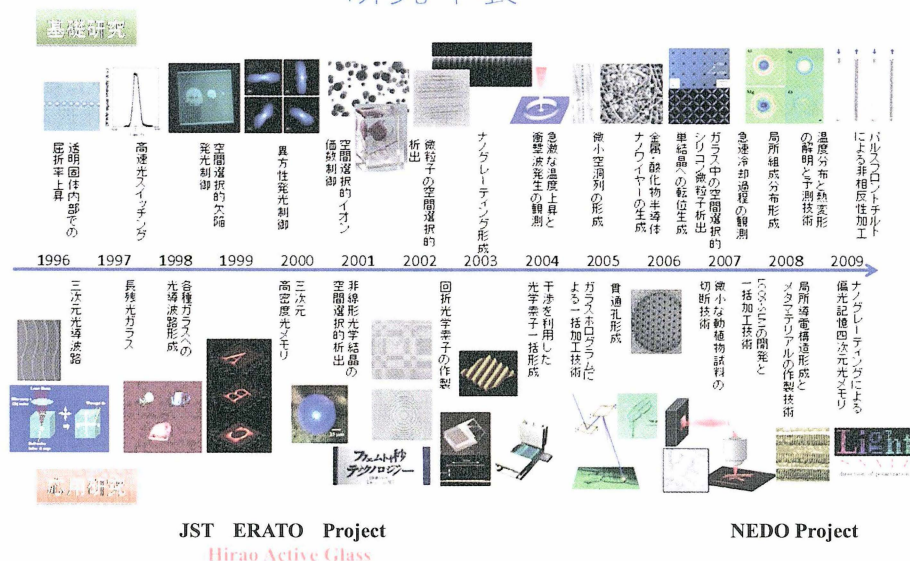 研究年表
基礎研究
透明固体内部での
屈折率上昇
高速光スイッチング
空間選択的欠陥
発光制御
異方性発光制御
空間選択的イオン
価数制御
微粒子の空間選択的
析出
ナノグレーティング形成
急激な温度上昇と
衝撃波発生の観測
微小空洞列の形成
金属・酸化物半導体
ナノワイヤーの生成
単結晶への転位生成
ガラス中の空間選択的
シリコン微粒子析出
急速冷却過程の観測
局所組成分布形成
温度分布と熱変形
の解明と予測技術
パルスフロントチルト
による非相反性加工
1996 1997 1998 1999 2000 2001 2002 2003 2004 2005 2006 2007 2008 2009
三次元光導波路
長残光ガラス
各種ガラスへの
光導波路形成
三次元
高密度光メモリ
非線形光学結晶の
空間選択的析出
回折光学素子の作製
干渉を利用した
光学素子一括形成
ガラスホログラムに
よる一括加工技術
貫通孔形成
微小な動植物試料の
切断技術
LCOS-SLMの開発と
一括加工技術
局所導電構造形成と
メタマテリアルの作製技術
ナノグレーティングによる
偏光記憶四次元光メモリ
フェムト秒
テクノロジー
Light
JST ERATO Project
Hirao Active Glass
NEDO Project